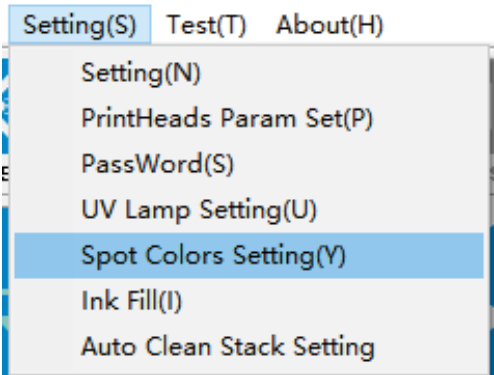 Setting(S) Test(T) About(H)
Setting(N)
PrintHeads Param Set(P)
PassWord(S)
UV Lamp Setting(U)
Spot Colors Setting(Y)
Ink Fill(I)
Auto Clean Stack Setting